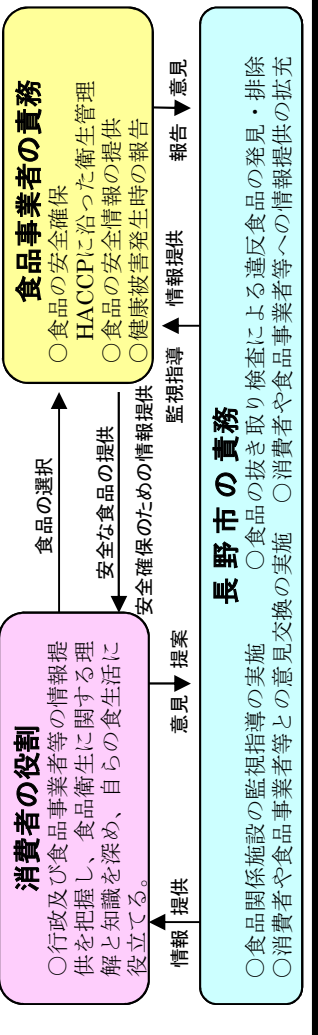 消費者の役割
○行政及び食品事業者等の情報提
供を把握し、食品衛生に関する理
解と知識を深め、自らの食生活に
役立てる。
食品の選択
安全な食品の提供
安全確保のための情報提供
食品事業者の責務
○食品の安全確保
HACCPに沿った衛生管理
○食品の安全情報の提供
○健康被害発生時の報告
情報 提供
意見 提案
監視指導 情報提供
報告 意見
長野市の責務
○食品関係施設の監視指導の実施 ○食品の抜き取り検査による違反食品の発見・排除
○消費者や食品事業者等との意見交換の実施 ○消費者や食品事業者等への情報提供の拡充